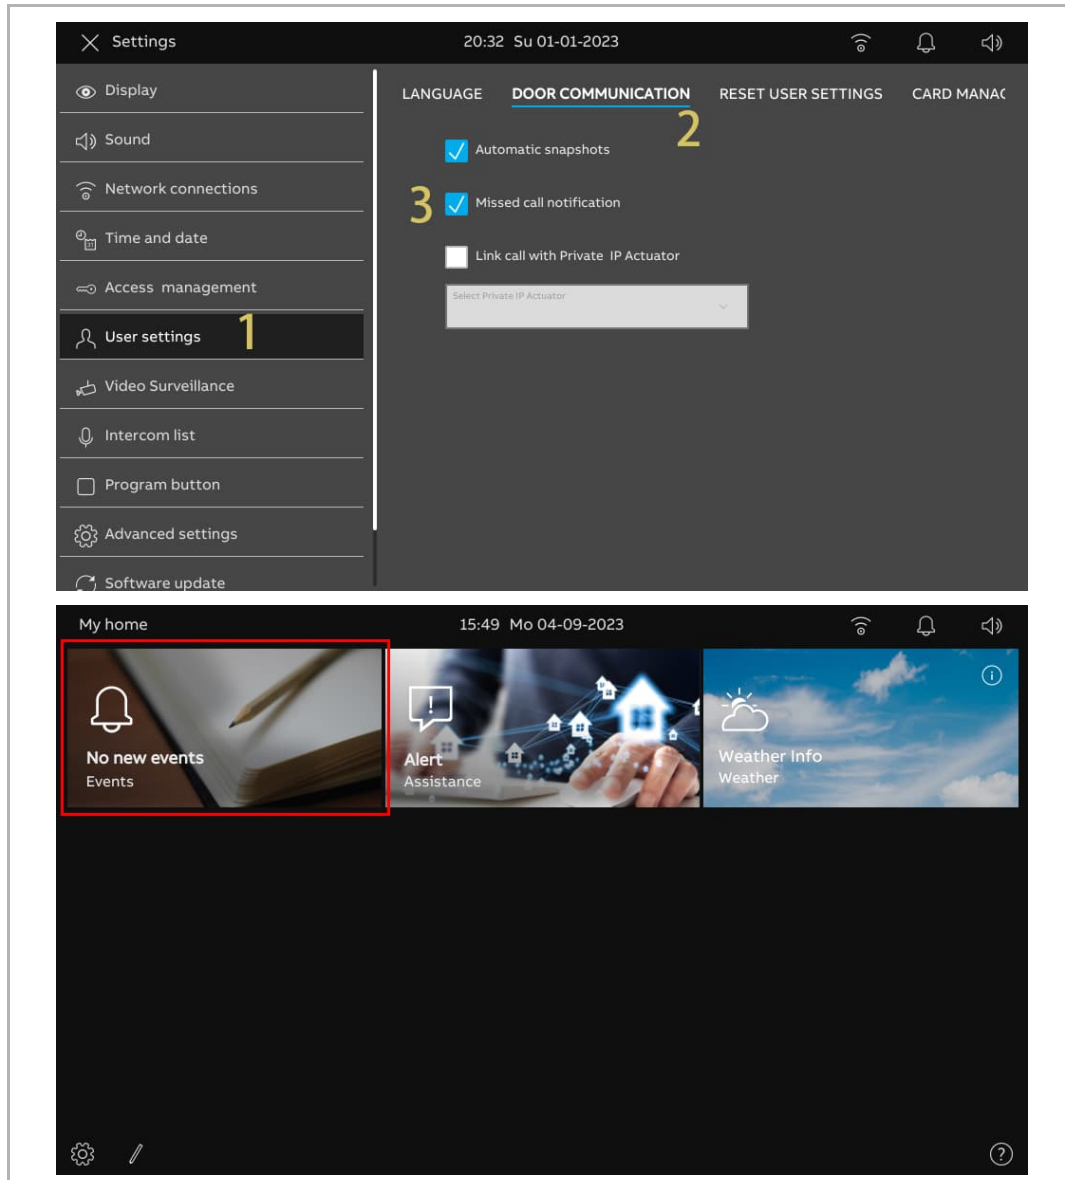 Settings
20:32 Su 01-01-2023
Display
Sound
Network connections
Time and date
Access management
User settings
1
Video Surveillance
Intercom list
Program button
Advanced settings
Software update
LANGUAGE DOOR COMMUNICATION RESET USER SETTINGS CARD MANAC
2
Automatic snapshots
3
Missed call notification
Link call with Private IP Actuator
Select Private IP Actuator
My home
15:49 Mo 04-09-2023
No new events
Events
Alert
Assistance
Weather Info
Weather